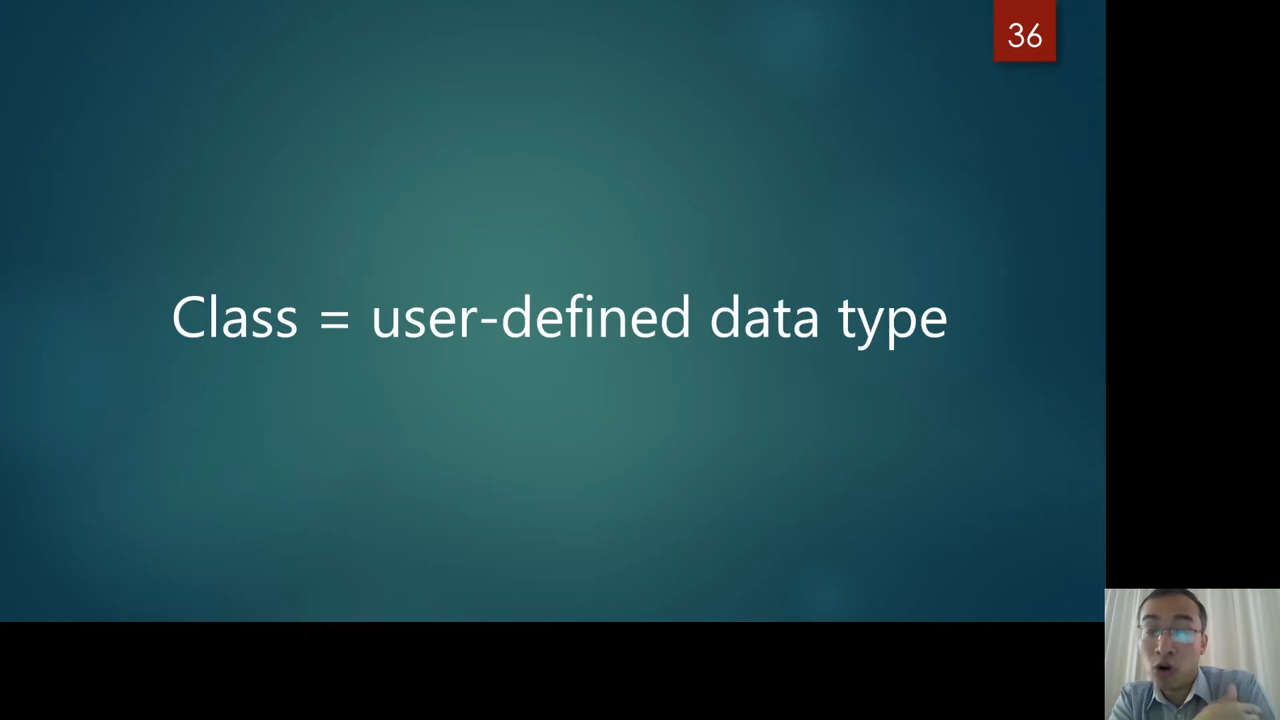 36
Class = user-defined data type